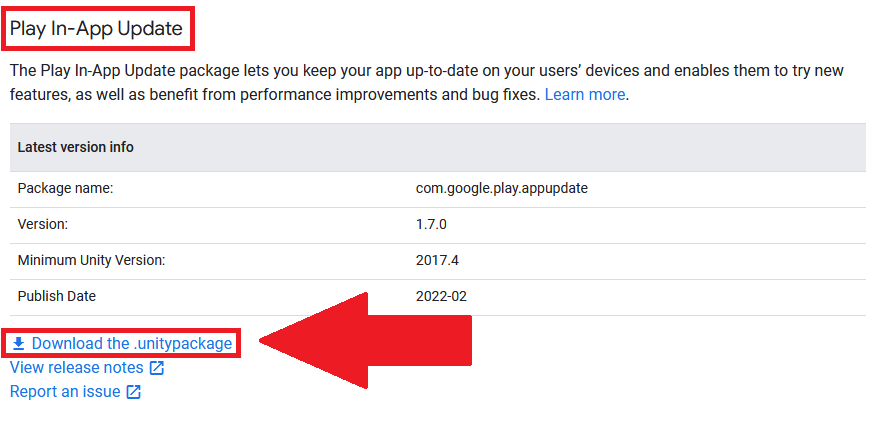 Play In-App Update
The Play In-App Update package lets you keep your app up-to-date on your users’ devices and enables them to try new
features, as well as benefit from performance improvements and bug fixes. Learn more.
Latest version info
Package name: com.google.play.appupdate
Version: 1.7.0
Minimum Unity Version: 2017.4
Publish Date 2022-02
Download the .unitypackage
View release notes
Report an issue